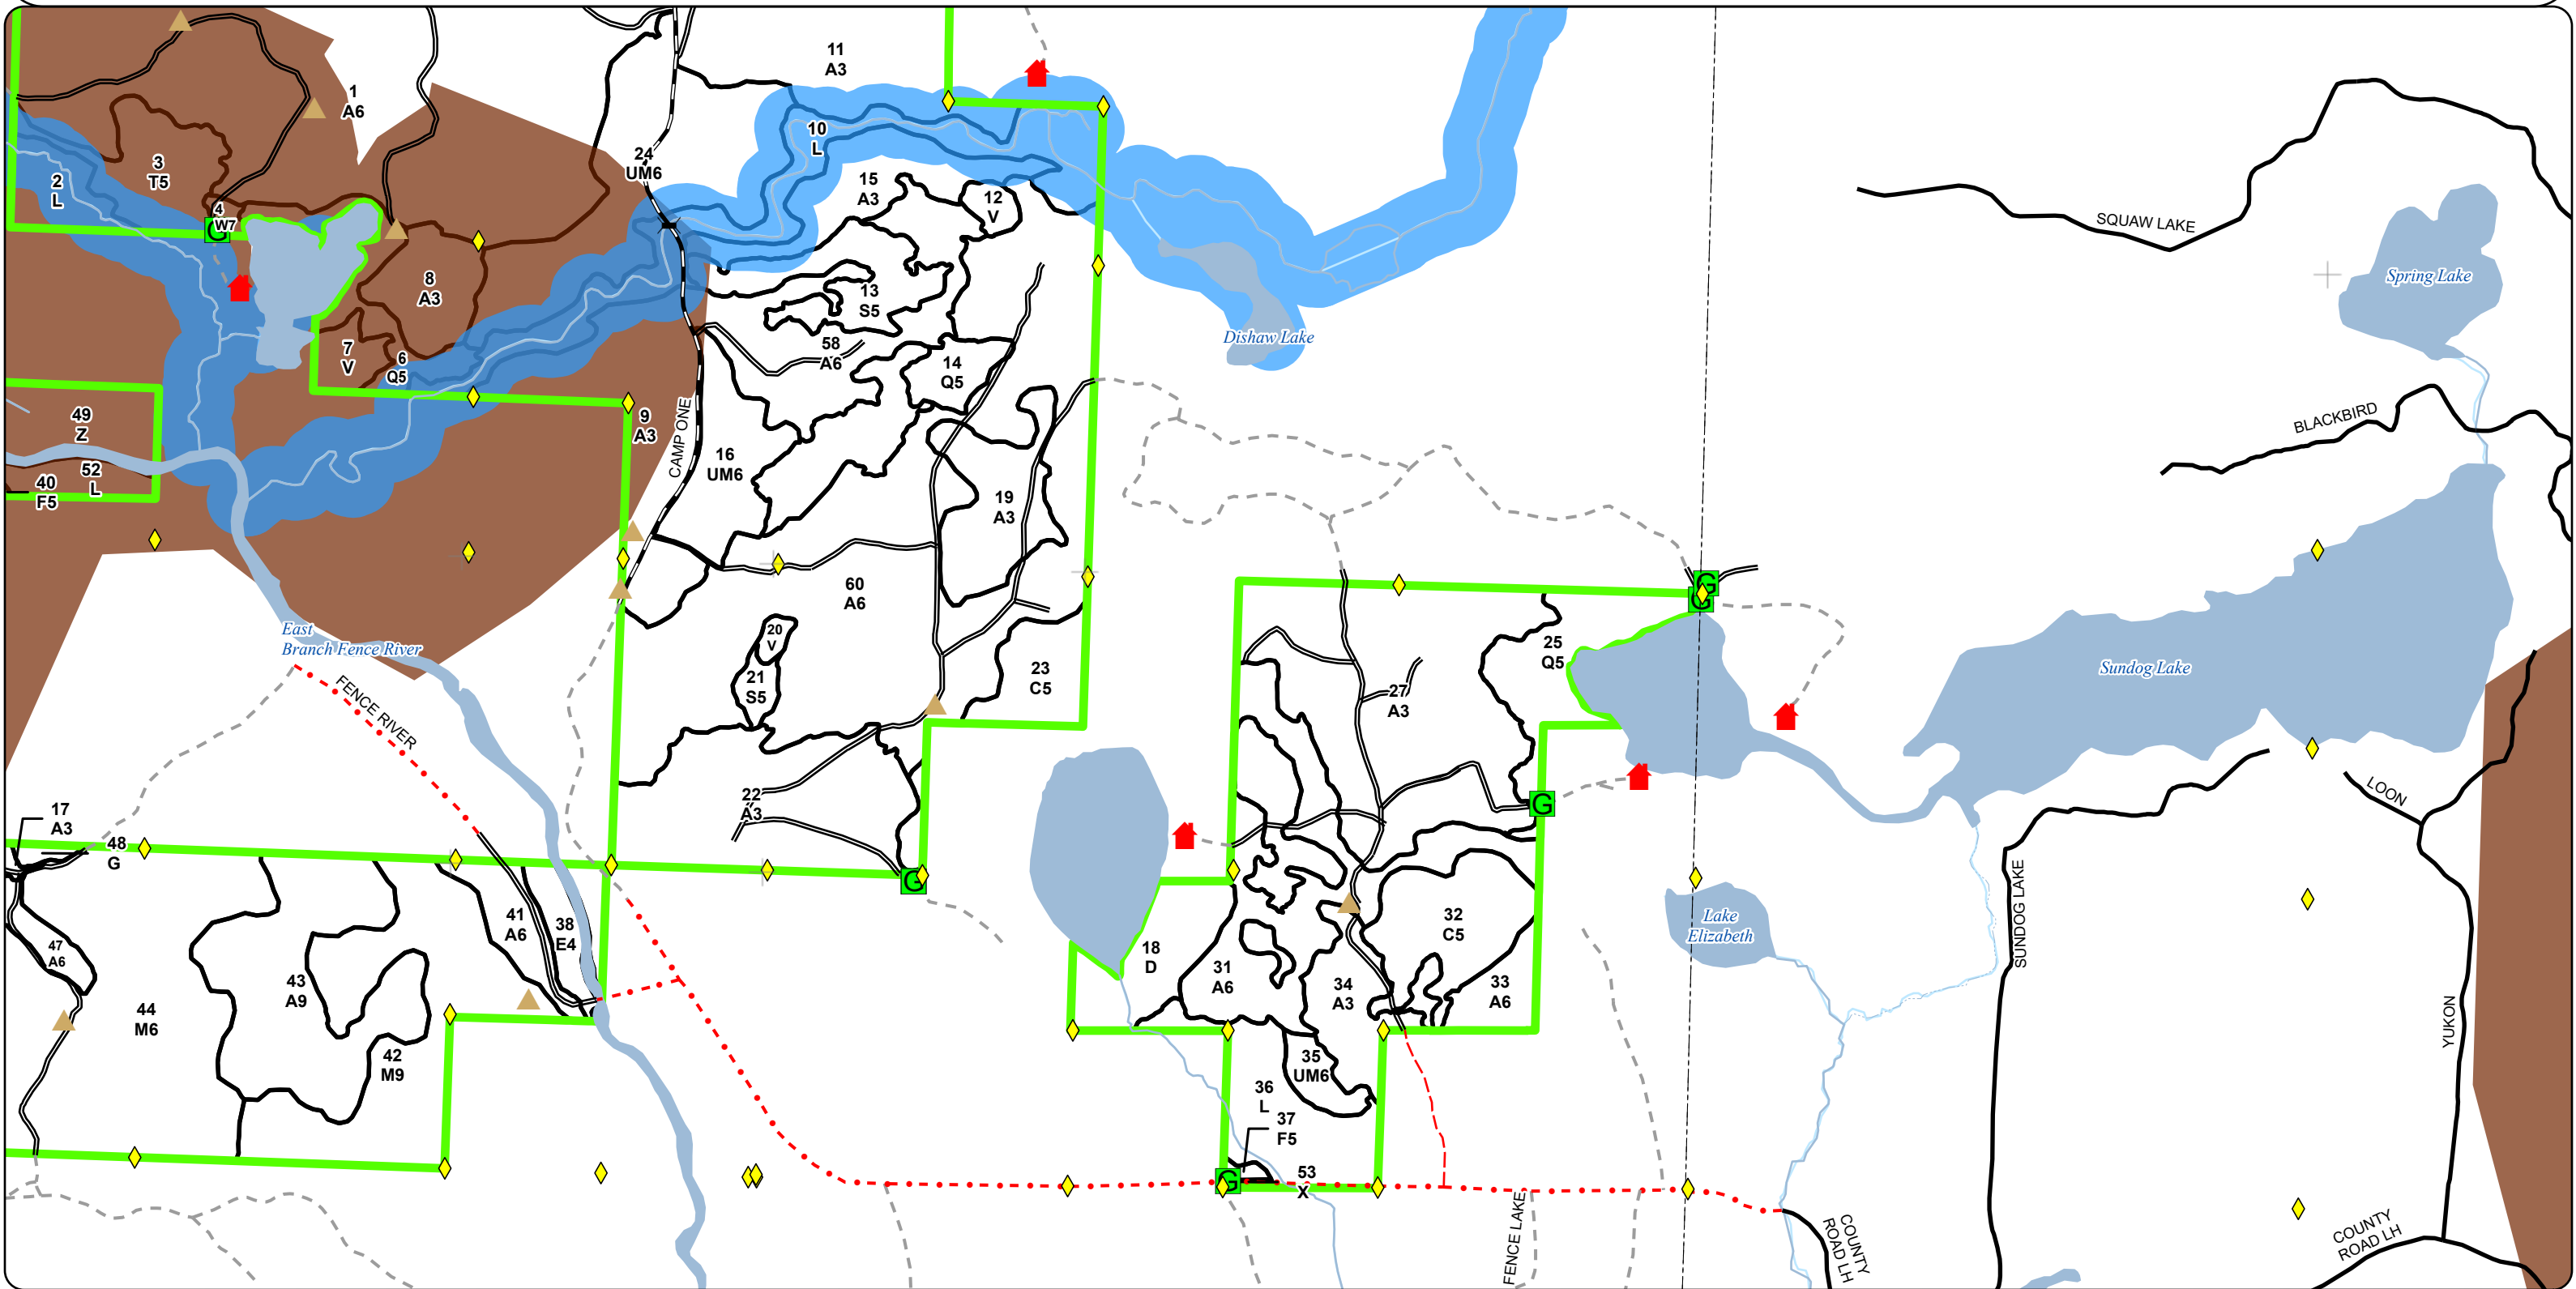 11
A3
1
A6
10
L
24
UM6
3
T5
2
L
15
A3
12
V
4
W7
G
SQUAW LAKE
8
A3
13
S5
Spring Lake
Dishaw Lake
7
V
6
Q5
58
A6
14
Q5
49
Z
9
A3
CAMP ONE
BLACKBIRD
16
UM6
52
L
40
F5
19
A3
60
A6
G
G
East
Branch Fence River
20
V
25
Q5
21
S5
23
C5
27
A3
Sundog Lake
FENCE RIVER
22
A3
G
LOON
17
A3
48
G
G
41
A6
38
E4
47
A6
18
D
32
C5
Lake
Elizabeth
SUNDOG LAKE
43
A9
31
A6
34
A3
33
A6
44
M6
42
M9
35
UM6
YUKON
36
L
37
F5
G
53
X
FENCE LAKE
COUNTY
ROAD LH
COUNTY
ROAD LH